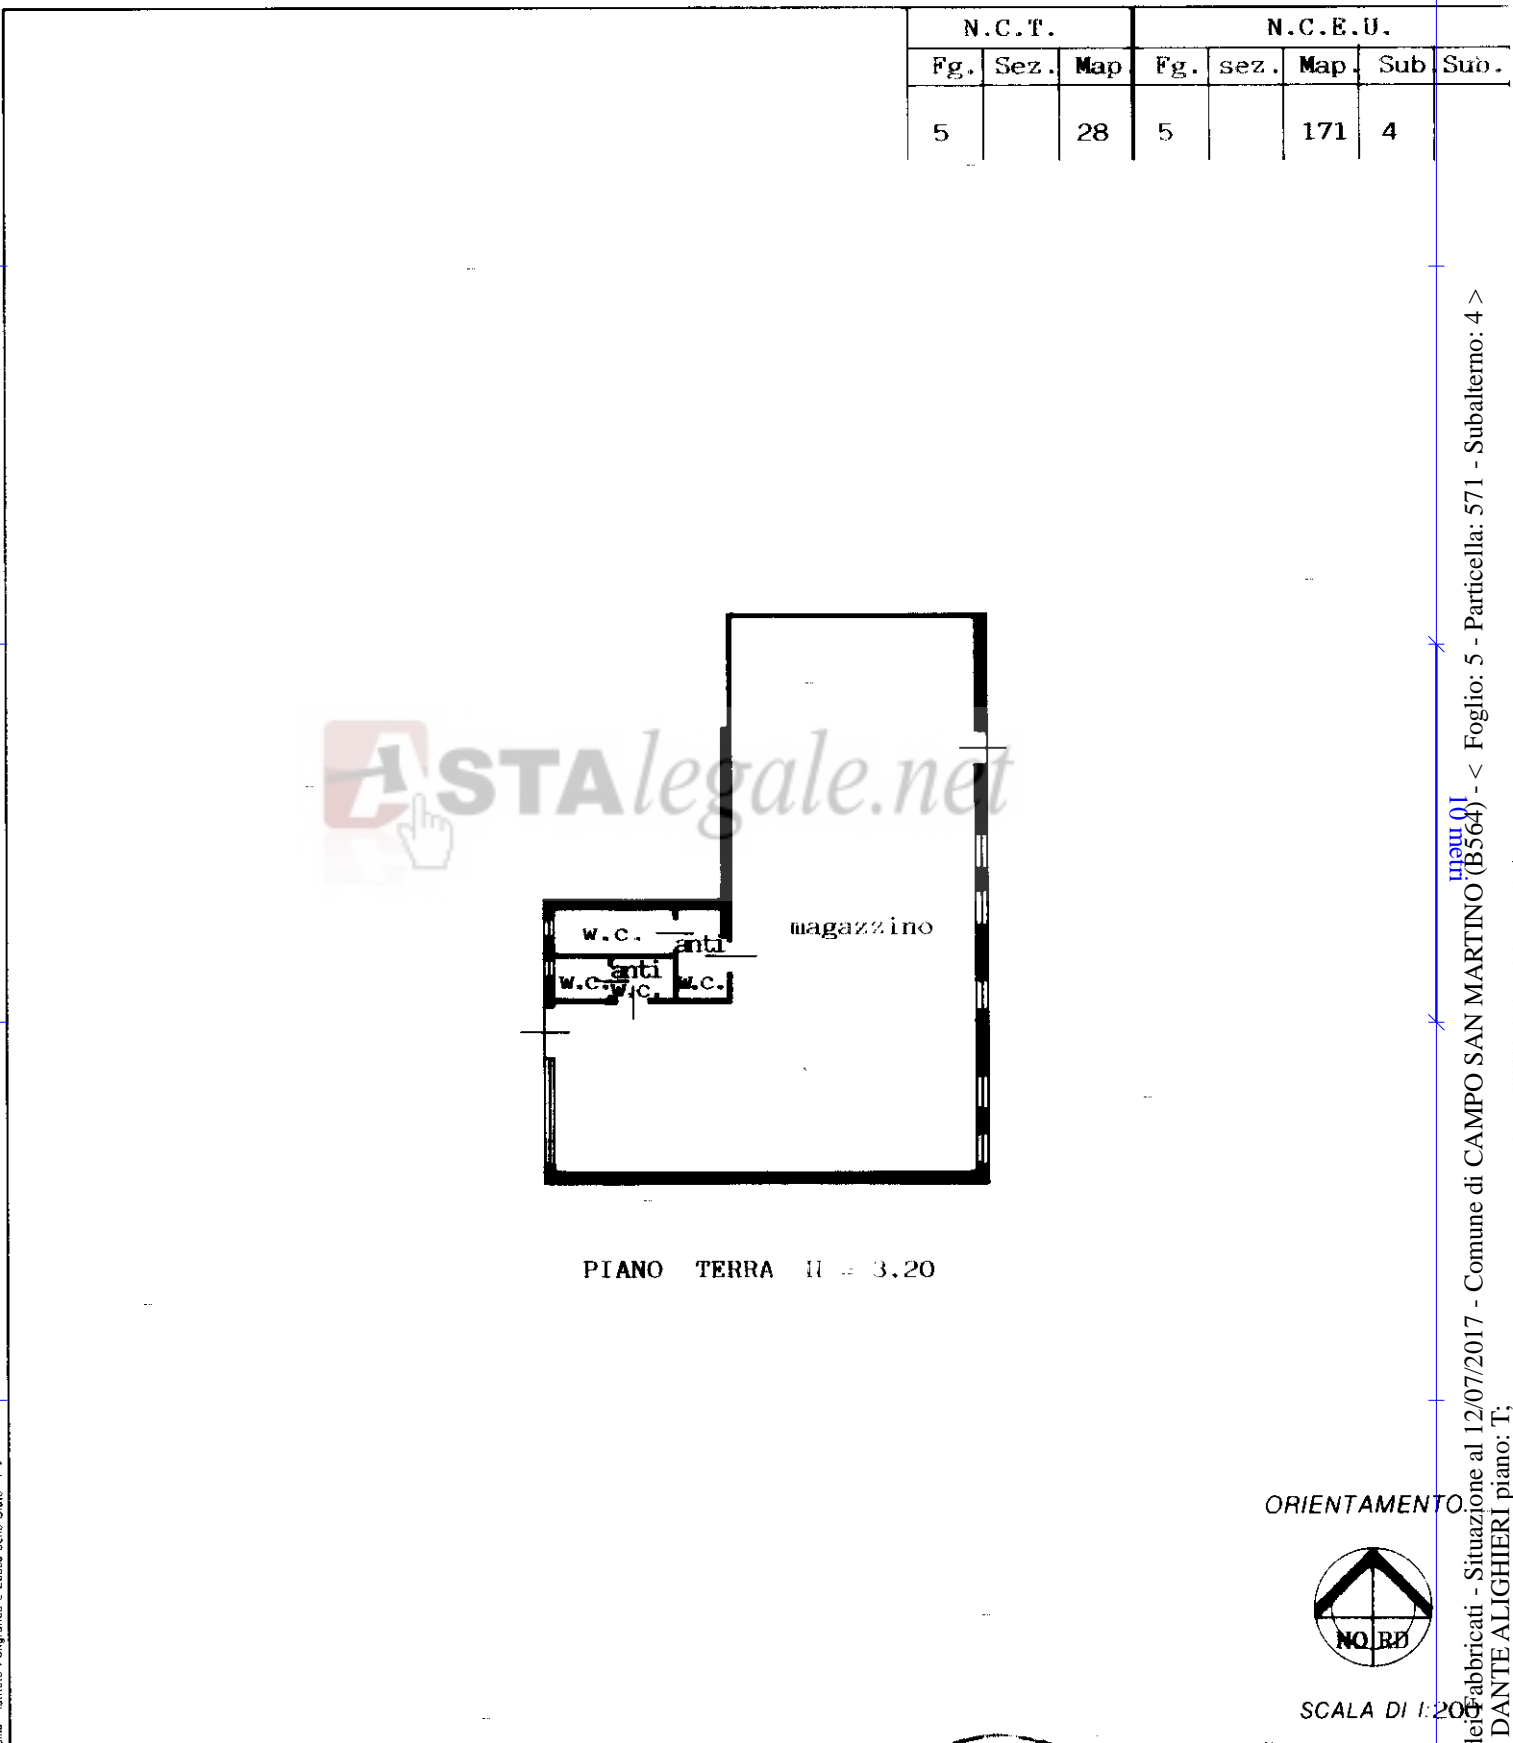 N.C.T. N.C.E.U.
Fg. Sez. Map Fg. sez. Map. Sub Sub.
5 28 5 171 4
ASTAlegale.net
magazzino
w.c.
anti
w.c.
w.c.
anti
w.c.
PIANO TERRA H = 3.20
10 metri
lei Fabbricati - Situazione al 12/07/2017 - Comune di CAMPO SAN MARTINO (B564) - < Foglio: 5 - Particella: 571 - Subalterno: 4 >
DANTE ALIGHIERI piano: T;
ORIENTAMENTO
NORD
SCALA DI 1:200